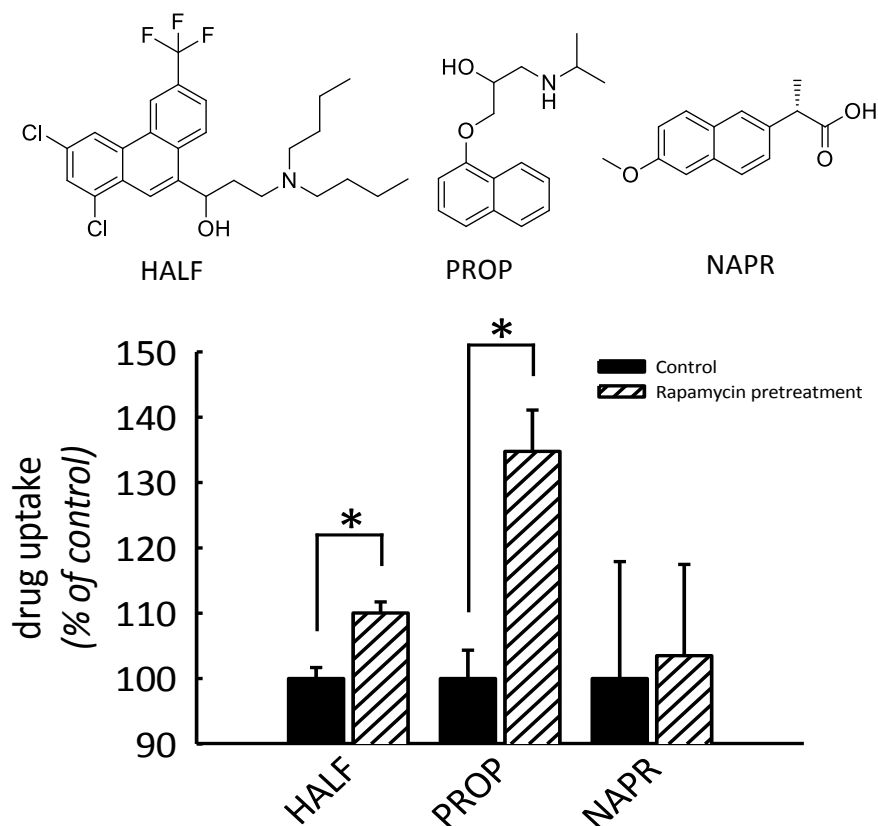 F
F
F
Cl
Cl
N
OH
HALF
HO
N
H
O
PROP
O
OH
O
NAPR
drug uptake
(% of control)
150
140
130
120
110
100
90
*
*
Control
Rapamycin pretreatment
HALF
PROP
NAPR